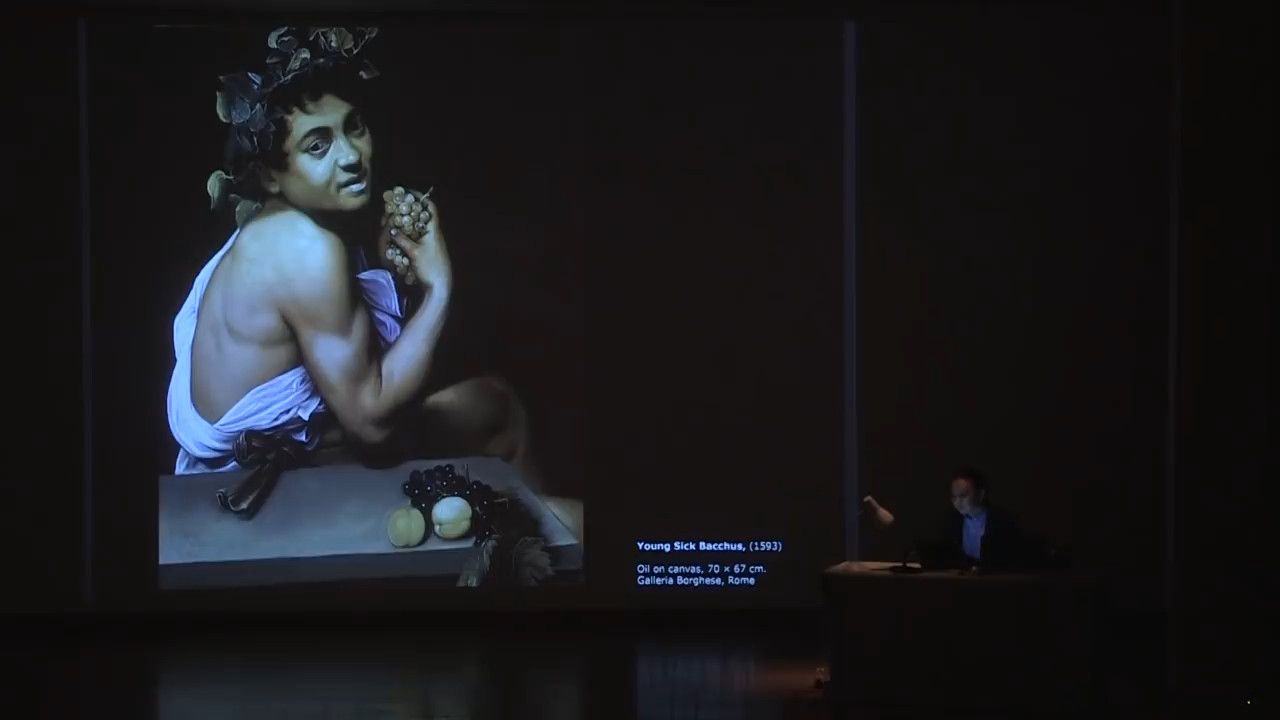 Young Sick Bacchus, (1593)
Oil on canvas, 70 × 67 cm.
Galleria Borghese, Rome